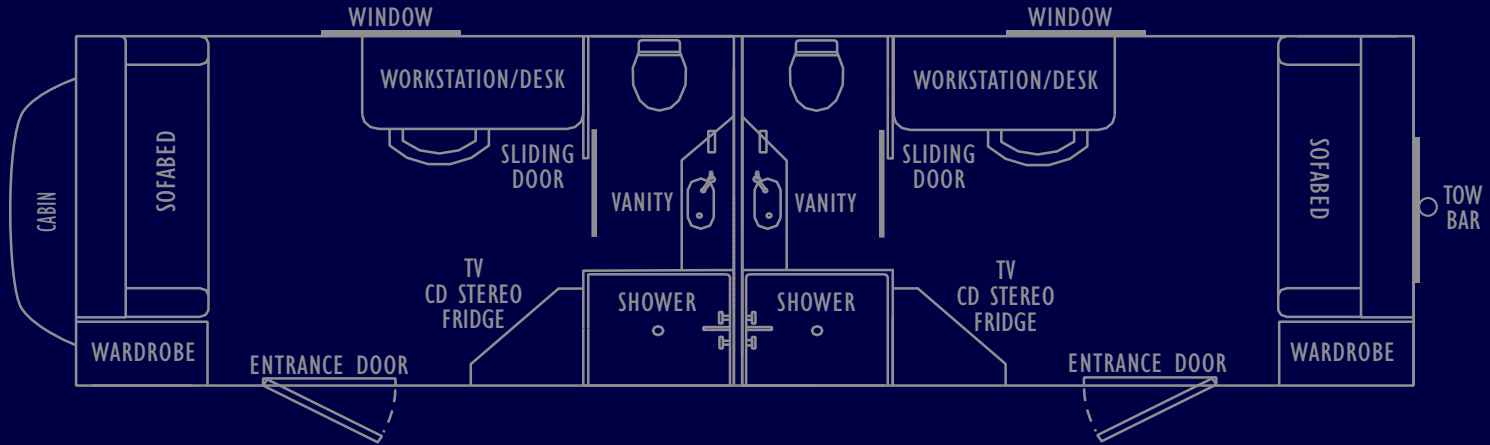 WINDOW
WINDOW
WORKSTATION/DESK
WORKSTATION/DESK
SOFABED
SLIDING
DOOR
SLIDING
DOOR
SOFABED
CABIN
VANITY
VANITY
TOW
BAR
TV
CD STEREO
FRIDGE
SHOWER
SHOWER
TV
CD STEREO
FRIDGE
WARDROBE
ENTRANCE DOOR
ENTRANCE DOOR
WARDROBE